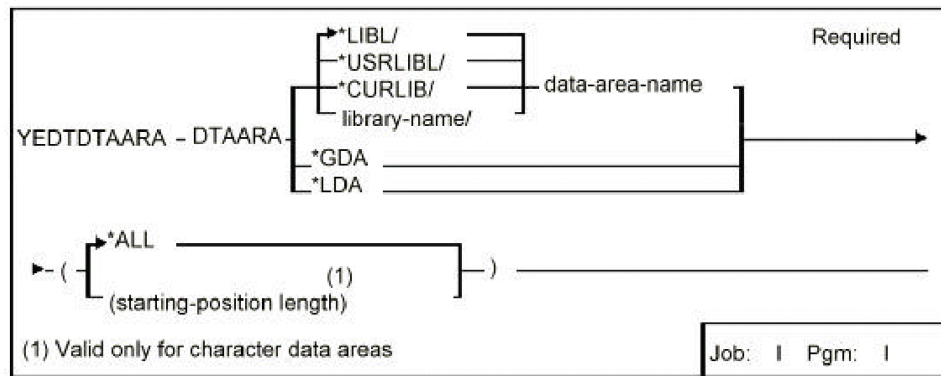 *LIBL/
Required
*USRLIBL/
*CURLIB/
data-area-name
library-name/
YEDTDTAARA - DTAARA
*GDA
*LDA
*ALL
- ( - - )
(1)
(starting-position length)
(1) Valid only for character data areas
Job: I Pgm: I